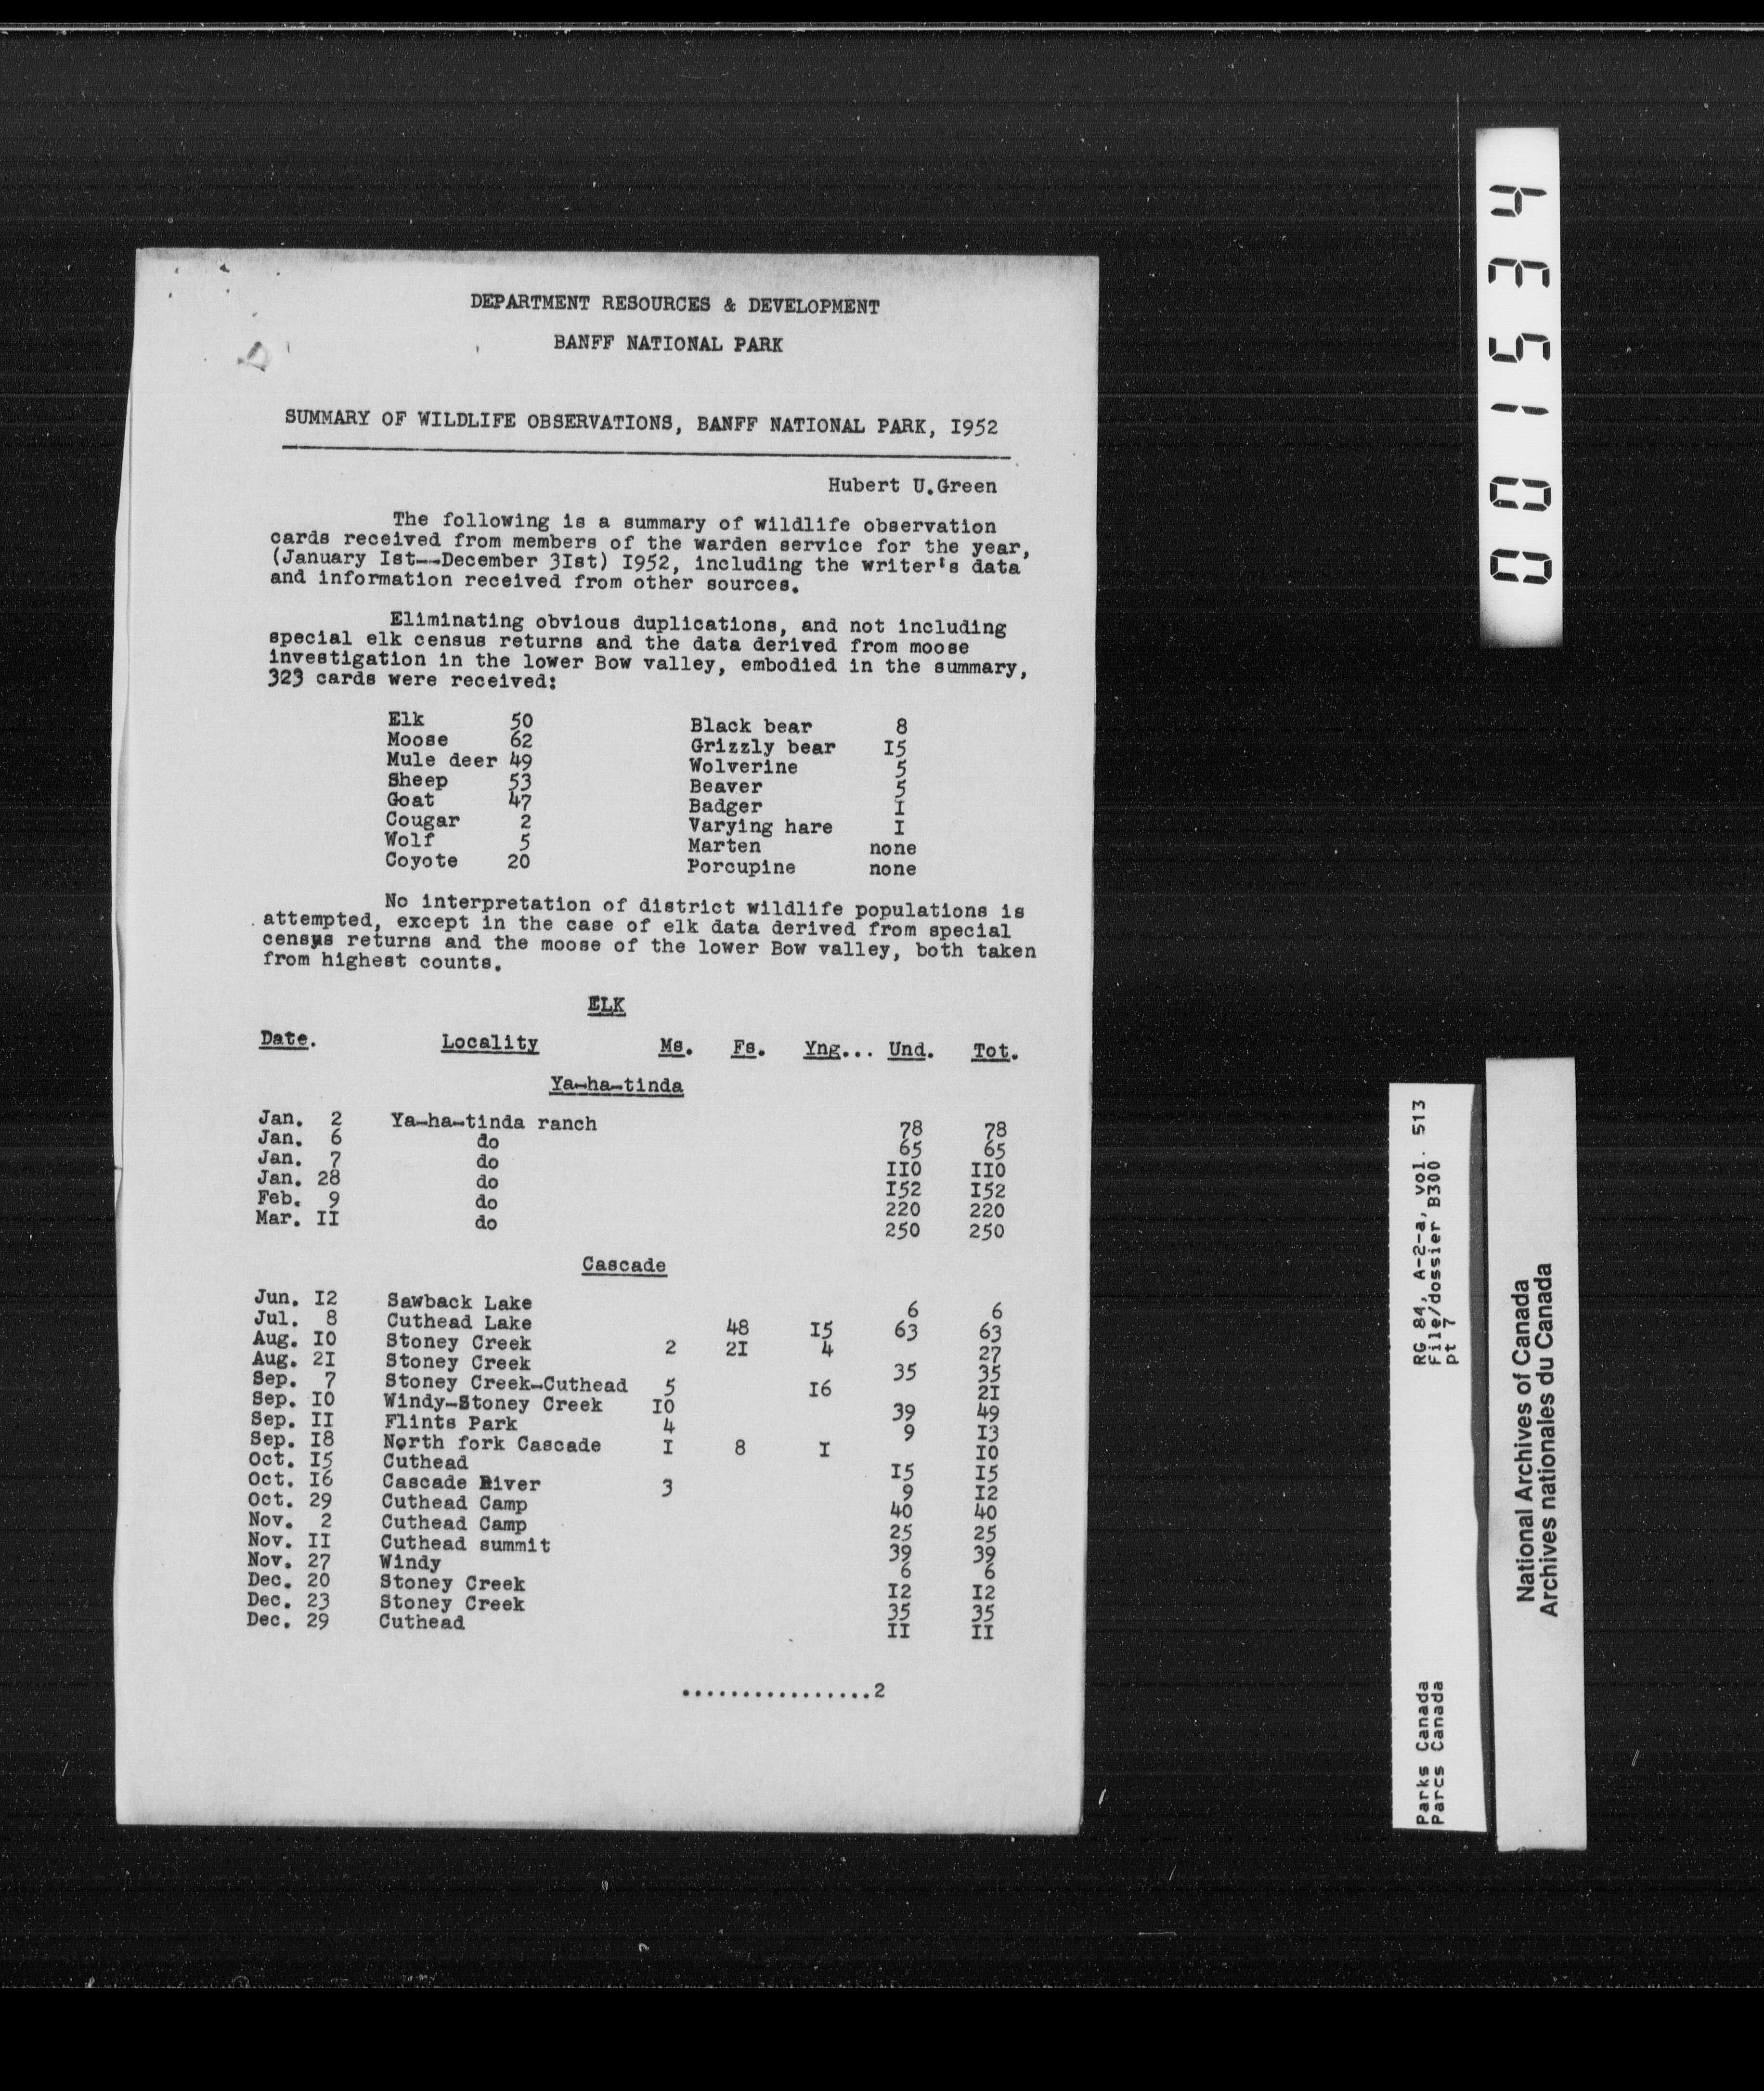 DEPARTMENT RESOURCES & DEVELOPMENT
BANFF NATIONAL PARK
SUMMARY OF WILDLIFE OBSERVATIONS, BANFF NATIONAL PARK, I952
Hubert U.Green
The following is a summary of wildlife observation
cards received from members of the warden service for the year,
(January Ist--December 3Ist) I952, including the writer's data
and information received from other sources.
Eliminating obvious duplications, and not including
special elk census returns and the data derived from moose
investigation in the lower Bow valley, embodied in the summary,
323 cards were received:
Elk 50 Black bear 8
Moose 62 Grizzly bear I5
Mule deer 49 Wolverine 5
Sheep 53 Beaver 5
Goat 47 Badger I
Cougar 2 Varying hare I
Wolf 5 Marten none
Coyote 20 Porcupine none
No interpretation of district wildlife populations is
attempted, except in the case of elk data derived from special
census returns and the moose of the lower Bow valley, both taken
from highest counts.
ELK
Date. Locality Ms. Fs. Yng... Und. Tot.
Ya-ha-tinda
Jan. 2 Ya-ha-tinda ranch 78 78
Jan. 6 do 65 65
Jan. 7 do IIO IIO
Jan. 28 do I52 I52
Feb. 9 do 220 220
Mar. II do 250 250
Cascade
Jun. I2 Sawback Lake 6 6
Jul. 8 Cuthead Lake 48 I5 63 63
Aug. IO Stoney Creek 2 2I 4 27
Aug. 2I Stoney Creek 35 35
Sep. 7 Stoney Creek-Cuthead 5 I6 2I
Sep. IO Windy-Stoney Creek IO 39 49
Sep. II Flints Park 4 9 I3
Sep. I8 North fork Cascade I 8 I IO
Oct. I5 Cuthead I5 I5
Oct. I6 Cascade River 3 9 I2
Oct. 29 Cuthead Camp 40 40
Nov. 2 Cuthead Camp 25 25
Nov. II Cuthead summit 39 39
Nov. 27 Windy 6 6
Dec. 20 Stoney Creek I2 I2
Dec. 23 Stoney Creek 35 35
Dec. 29 Cuthead II II
................2
001534
Parks Canada RG 84, A-2-a, vol. 513
Parcs Canada File/dossier B300
pt 7
National Archives of Canada
Archives nationales du Canada